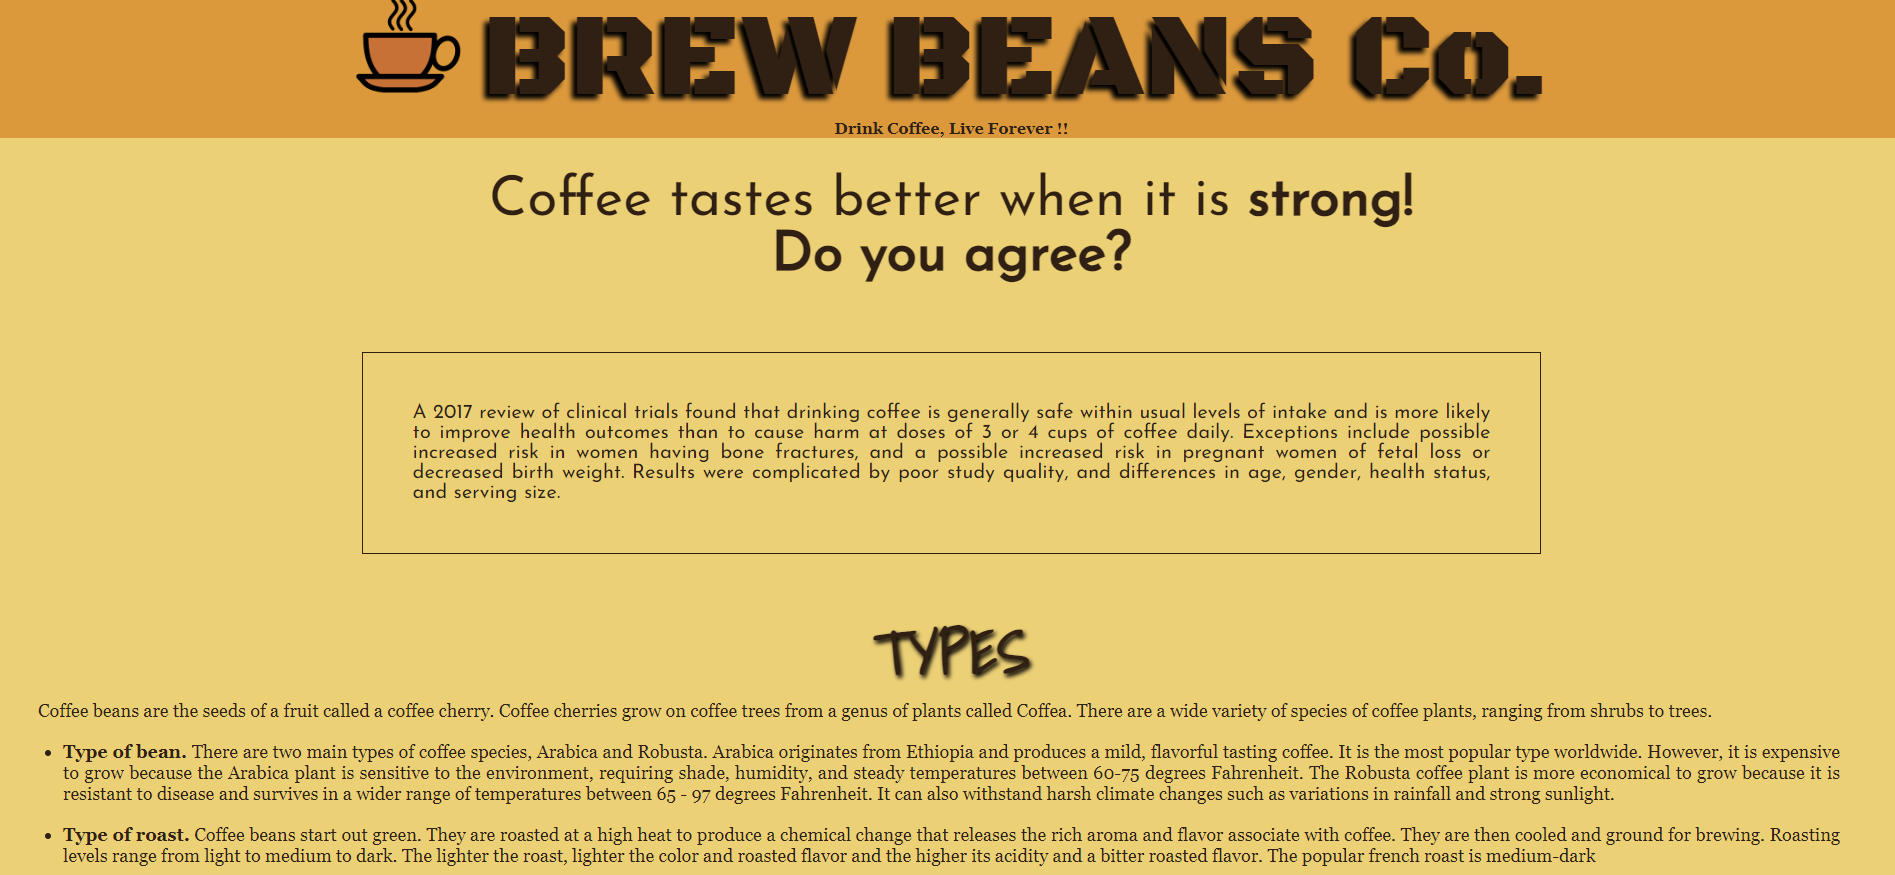 BREW BEANS Co.
Drink Coffee, Live Forever !!
Coffee tastes better when it is strong!
Do you agree?
A 2017 review of clinical trials found that drinking coffee is generally safe within usual levels of intake and is more likely
to improve health outcomes than to cause harm at doses of 3 or 4 cups of coffee daily. Exceptions include possible
increased risk in women having bone fractures, and a possible increased risk in pregnant women of fetal loss or
decreased birth weight. Results were complicated by poor study quality, and differences in age, gender, health status,
and serving size.
TYPES
Coffee beans are the seeds of a fruit called a coffee cherry. Coffee cherries grow on coffee trees from a genus of plants called Coffea. There are a wide variety of species of coffee plants, ranging from shrubs to trees.
• Type of bean. There are two main types of coffee species, Arabica and Robusta. Arabica originates from Ethiopia and produces a mild, flavorful tasting coffee. It is the most popular type worldwide. However, it is expensive
to grow because the Arabica plant is sensitive to the environment, requiring shade, humidity, and steady temperatures between 60-75 degrees Fahrenheit. The Robusta coffee plant is more economical to grow because it is
resistant to disease and survives in a wider range of temperatures between 65 - 97 degrees Fahrenheit. It can also withstand harsh climate changes such as variations in rainfall and strong sunlight.
• Type of roast. Coffee beans start out green. They are roasted at a high heat to produce a chemical change that releases the rich aroma and flavor associate with coffee. They are then cooled and ground for brewing. Roasting
levels range from light to medium to dark. The lighter the roast, lighter the color and roasted flavor and the higher its acidity and a bitter roasted flavor. The popular french roast is medium-dark